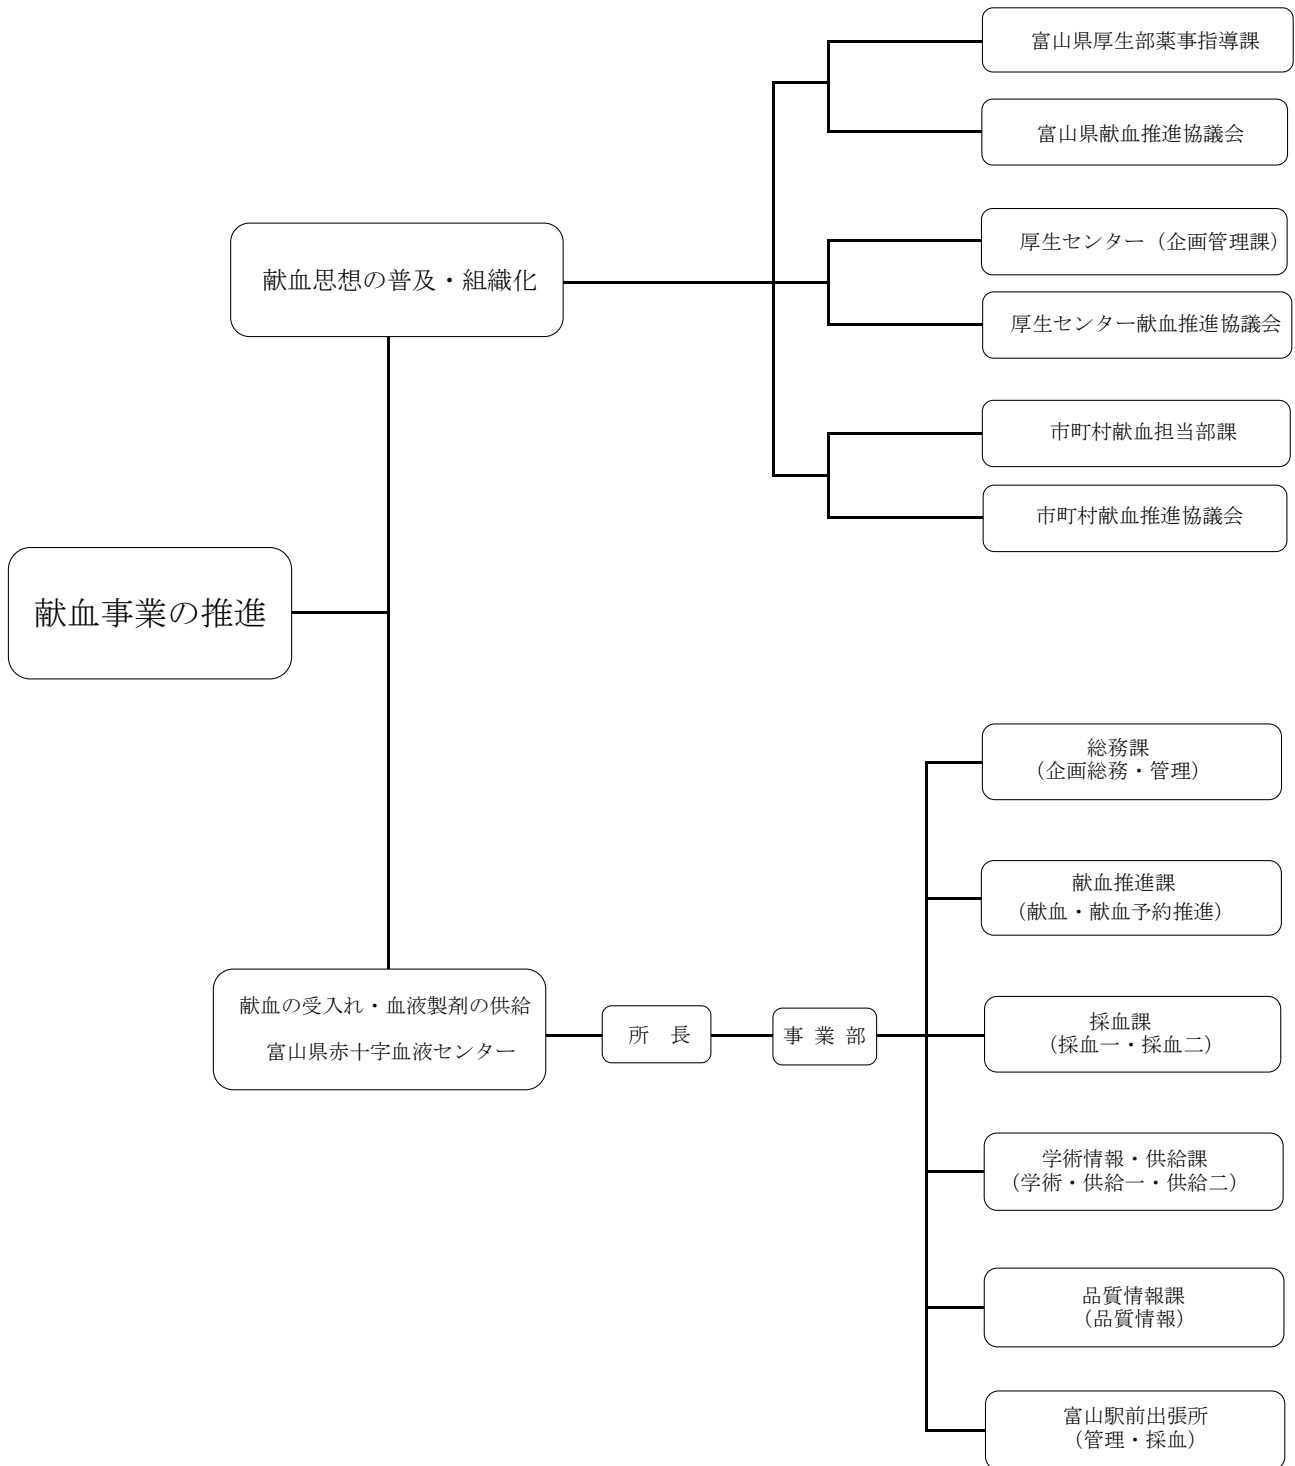 富山県厚生部薬事指導課
富山県献血推進協議会
厚生センター（企画管理課）
献血思想の普及・組織化
厚生センター献血推進協議会
市町村献血担当部課
市町村献血推進協議会
献血事業の推進
総務課
（企画総務・管理）
献血推進課
（献血・献血予約推進）
献血の受入れ・血液製剤の供給
富山県赤十字血液センター
所　長
事 業 部
採血課
（採血一・採血二）
学術情報・供給課
（学術・供給一・供給二）
品質情報課
（品質情報）
富山駅前出張所
（管理・採血）